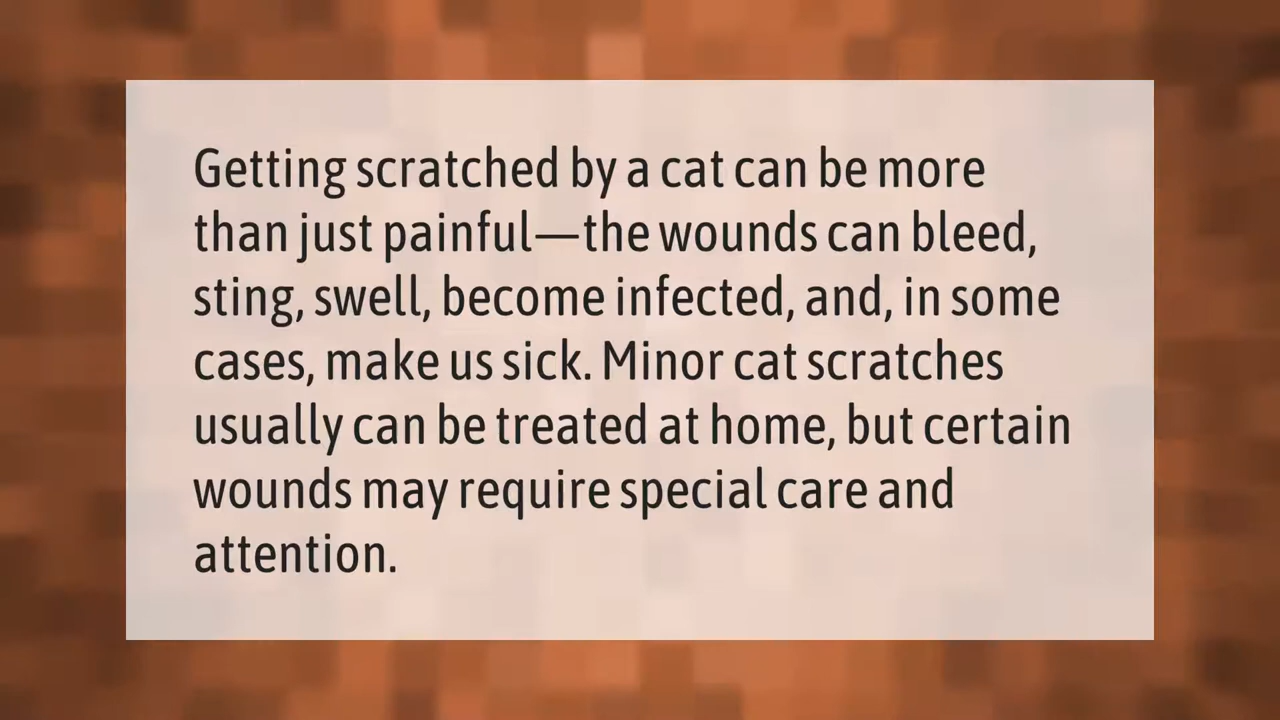 Getting scratched by a cat can be more
than just painful—the wounds can bleed,
sting, swell, become infected, and, in some
cases, make us sick. Minor cat scratches
usually can be treated at home, but certain
wounds may require special care and
attention.